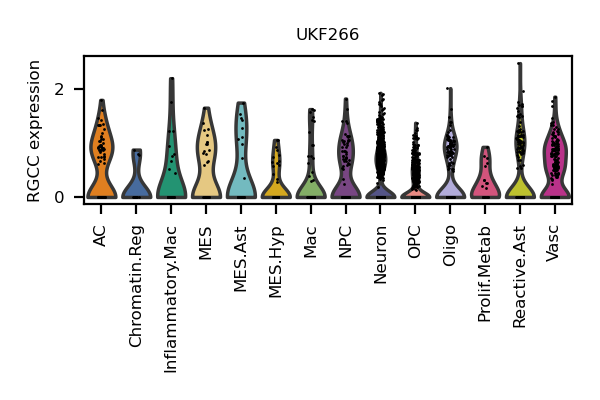 UKF266
RGCC expression
2
0
AC
Chromatin.Reg
Inflammatory.Mac
MES
MES.Ast
MES.Hyp
Mac
NPC
Neuron
OPC
Oligo
Prolif.Metab
Reactive.Ast
Vasc